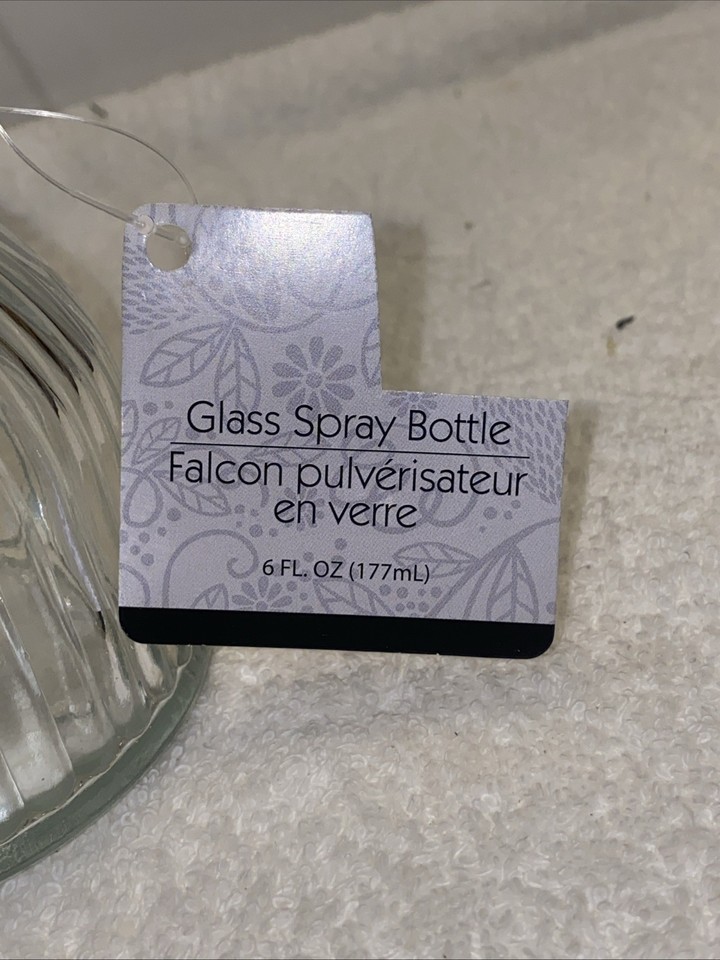 Glass Spray Bottle
Falcon pulvérisateur
en verre
6 FL. OZ (177mL)